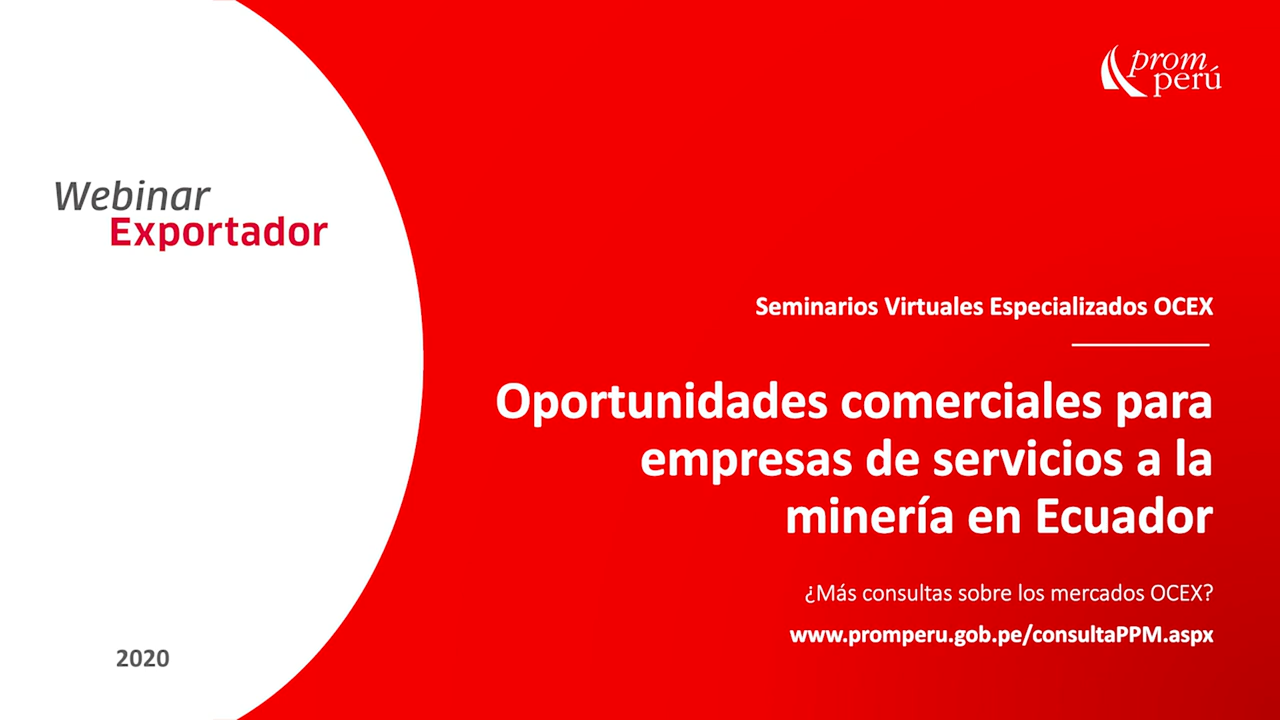 prom
perú
Webinar
Exportador
Seminarios Virtuales Especializados OCEX
Oportunidades comerciales para
empresas de servicios a la
minería en Ecuador
¿Más consultas sobre los mercados OCEX?
www.promperu.gob.pe/consultaPPM.aspx
2020